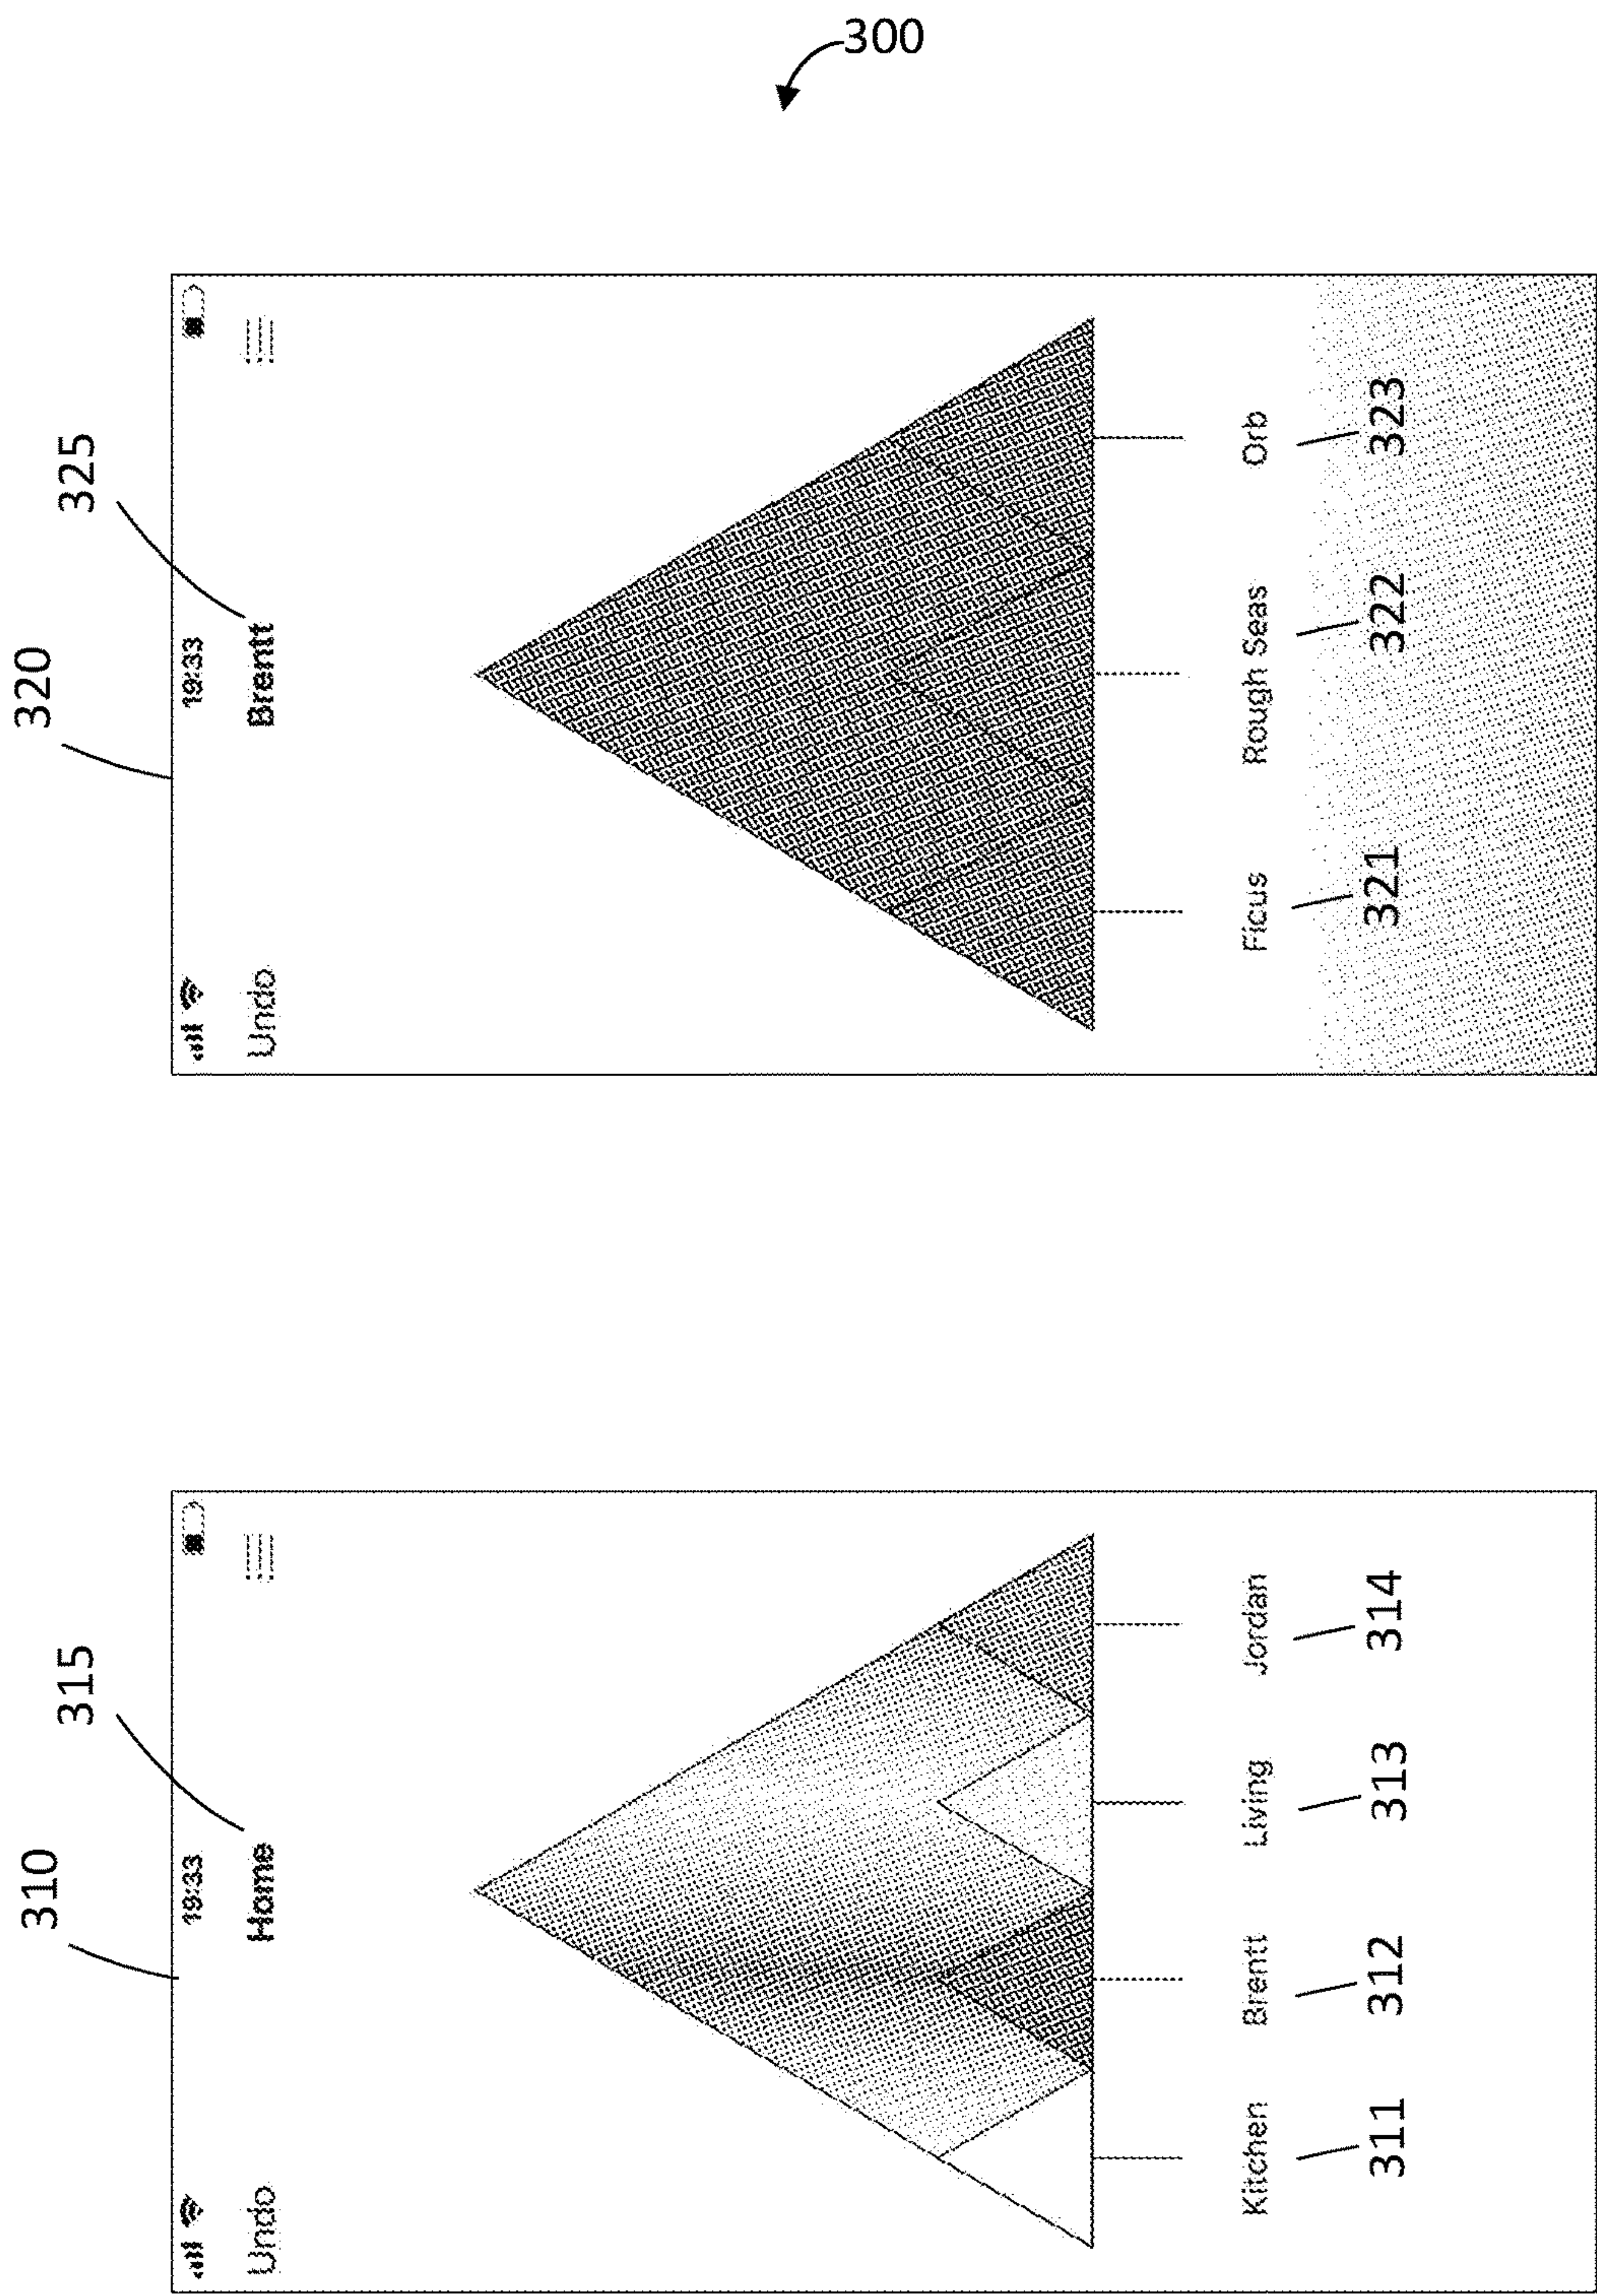 300
310
315
19:33
Undo
Home
Kitchen
Brentt
Living
Jordan
311
312
313
314
320
325
19:33
Undo
Brentt
Ficus
Rough Seas
Orb
321
322
323